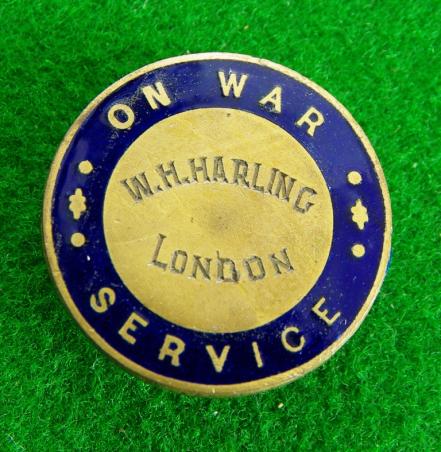 ON WAR
W.H.HARLING
LONDON
SERVICE